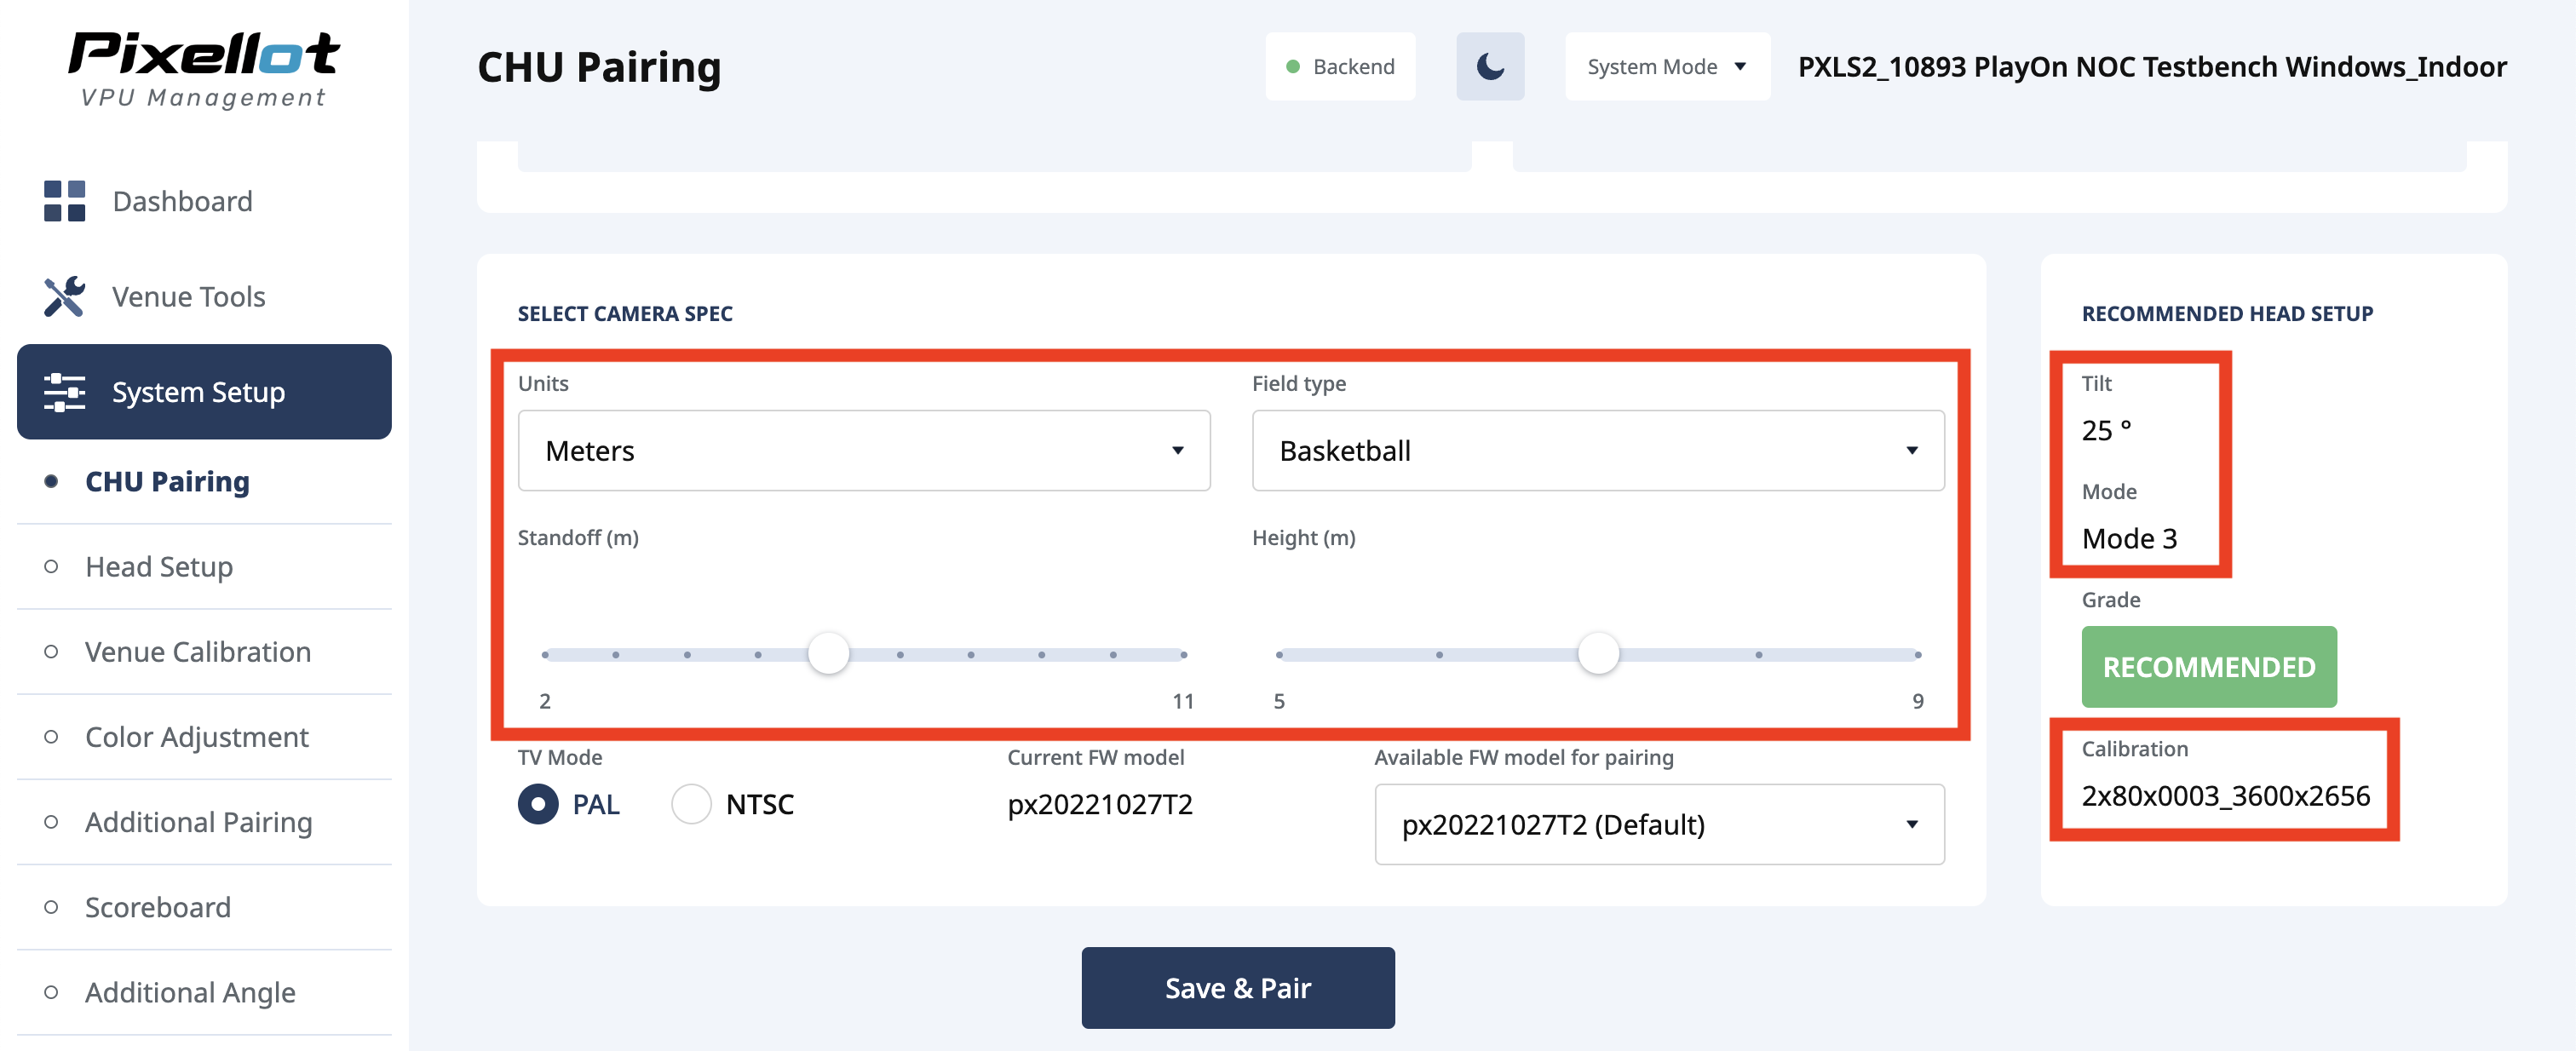 Pixellot
VPU Management
CHU Pairing
Backend
System Mode
PXLS2_10893 PlayOn NOC Testbench Windows_Indoor
Dashboard
Venue Tools
System Setup
CHU Pairing
Head Setup
Venue Calibration
Color Adjustment
Additional Pairing
Scoreboard
Additional Angle
SELECT CAMERA SPEC
Units
Field type
Meters
Basketball
Standoff (m)
Height (m)
2 11
5 9
TV Mode
Current FW model
Available FW model for pairing
PAL
NTSC
px20221027T2
px20221027T2 (Default)
RECOMMENDED HEAD SETUP
Tilt
25 °
Mode
Mode 3
Grade
RECOMMENDED
Calibration
2x80x0003_3600x2656
Save & Pair